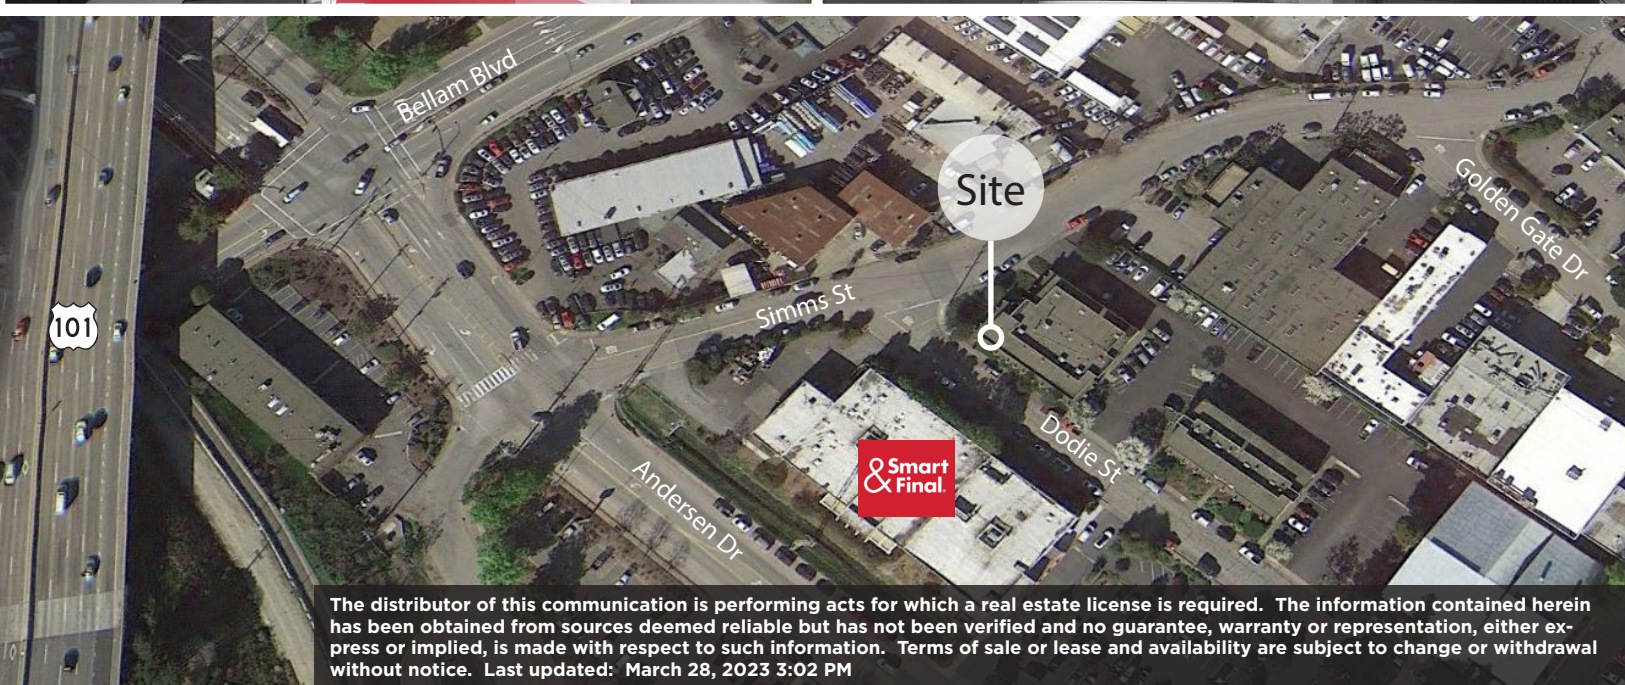 Bellam Blvd
Site
Golden Gate Dr
101
Simms St
Dodie St
&Smart
Final.
Andersen Dr
The distributor of this communication is performing acts for which a real estate license is required.  The information contained herein
has been obtained from sources deemed reliable but has not been verified and no guarantee, warranty or representation, either ex-
press or implied, is made with respect to such information.  Terms of sale or lease and availability are subject to change or withdrawal
without notice.  Last updated:  March 28, 2023 3:02 PM